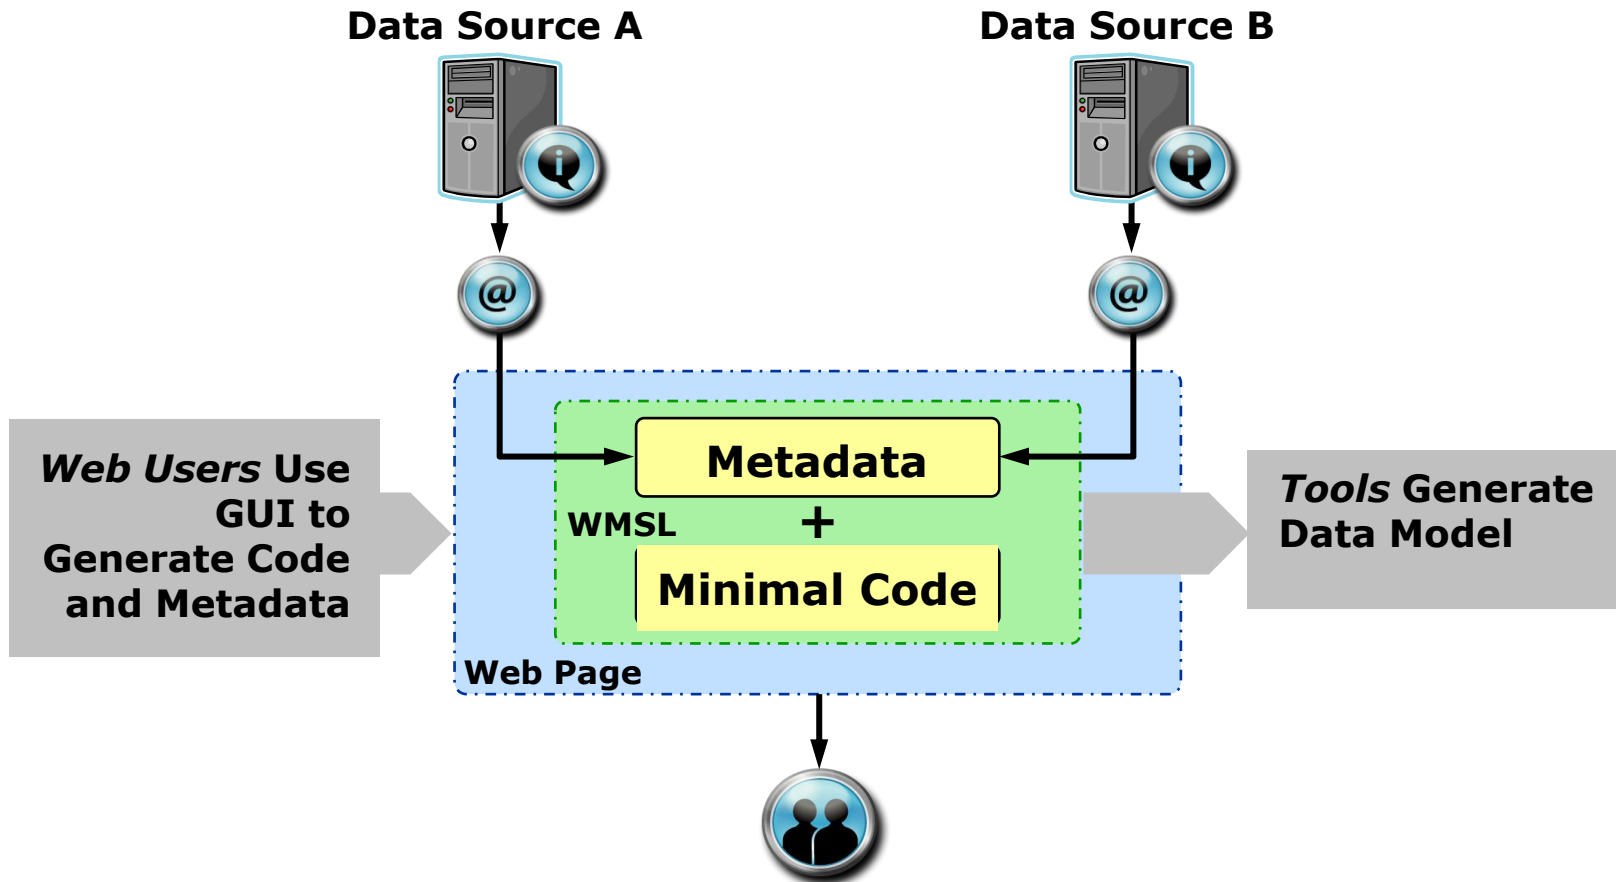 Data Source A
Data Source B
i
i
@
@
Web Users Use
GUI to
Generate Code
and Metadata
Metadata
WMSL
+
Minimal Code
Web Page
Tools Generate
Data Model